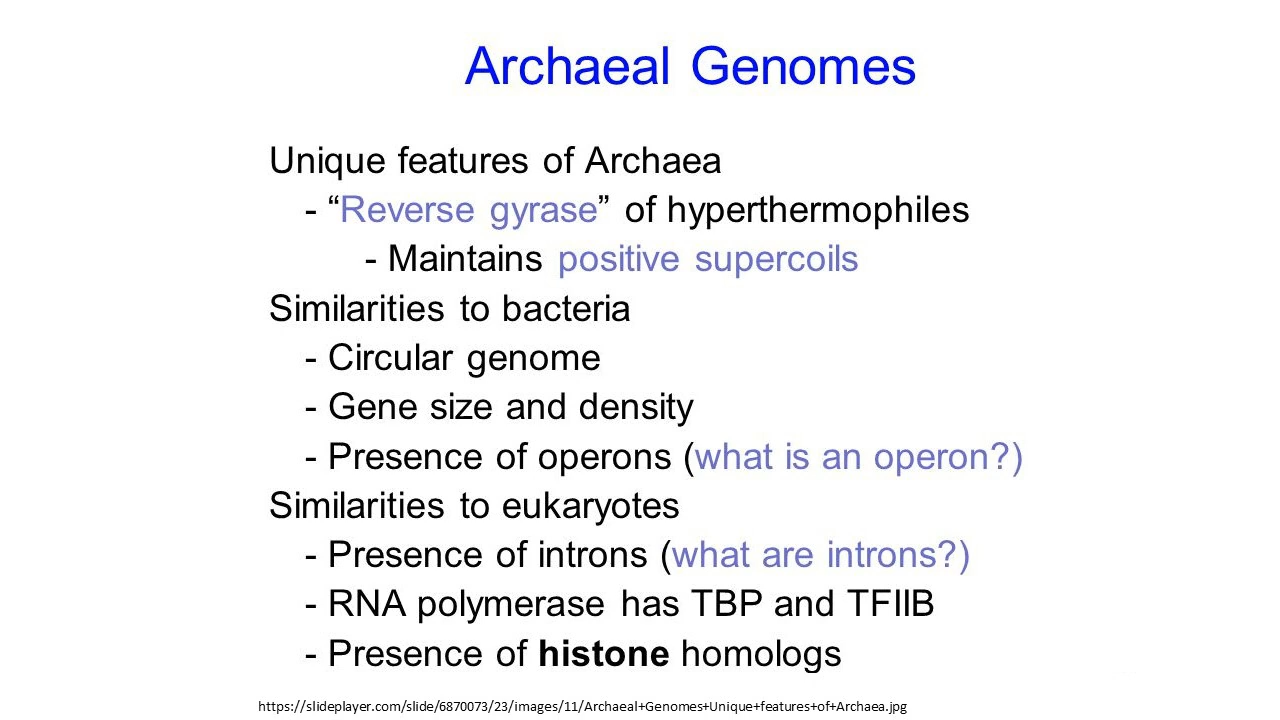 Archaeal Genomes
Unique features of Archaea
- “Reverse gyrase” of hyperthermophiles
- Maintains positive supercoils
Similarities to bacteria
- Circular genome
- Gene size and density
- Presence of operons (what is an operon?)
Similarities to eukaryotes
- Presence of introns (what are introns?)
- RNA polymerase has TBP and TFIIB
- Presence of histone homologs
https://slideplayer.com/slide/6870073/23/images/11/Archaeal+Genomes+Unique+features+of+Archaea.jpg